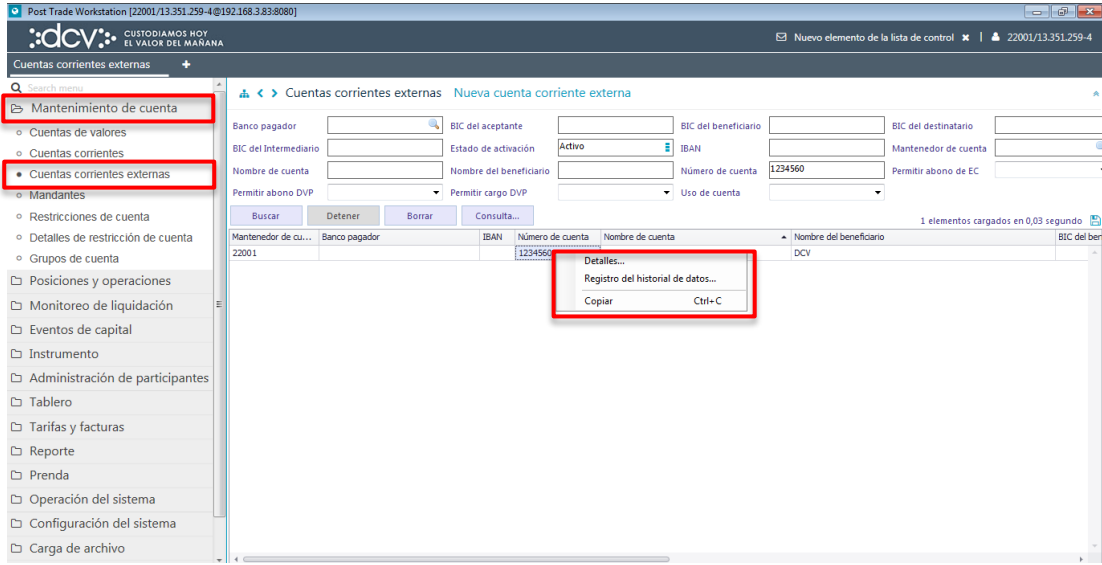 Post Trade Workstation [22001/13.351.259-4@192.168.3.83:8080]
:dcv: CUSTODIAMOS HOY
EL VALOR DEL MAÑANA
Nuevo elemento de la lista de control × | 22001/13.351.259-4
Cuentas corrientes externas +
Search menu
Mantenimiento de cuenta
Cuentas de valores
Cuentas corrientes
Cuentas corrientes externas
Mandantes
Restricciones de cuenta
Detalles de restricción de cuenta
Grupos de cuenta
Posiciones y operaciones
Monitoreo de liquidación
Eventos de capital
Instrumento
Administración de participantes
Tablero
Tarifas y facturas
Reporte
Prenda
Operación del sistema
Configuración del sistema
Carga de archivo
Cuentas corrientes externas Nueva cuenta corriente externa
Banco pagador BIC del aceptante BIC del beneficiario BIC del destinatario
BIC del Intermediario Estado de activación Activo IBAN Mantenedor de cuenta
Nombre de cuenta Nombre del beneficiario Número de cuenta 1234560 Permitir abono de EC
Permitir abono DVP Permitir cargo DVP Uso de cuenta
Buscar Detener Borrar Consulta...
1 elementos cargados en 0,03 segundo
Mantenedor de cu... Banco pagador IBAN Número de cuenta Nombre de cuenta Nombre del beneficiario BIC del ben
22001 1234560 DCV
Detalles...
Registro del historial de datos...
Copiar Ctrl+C